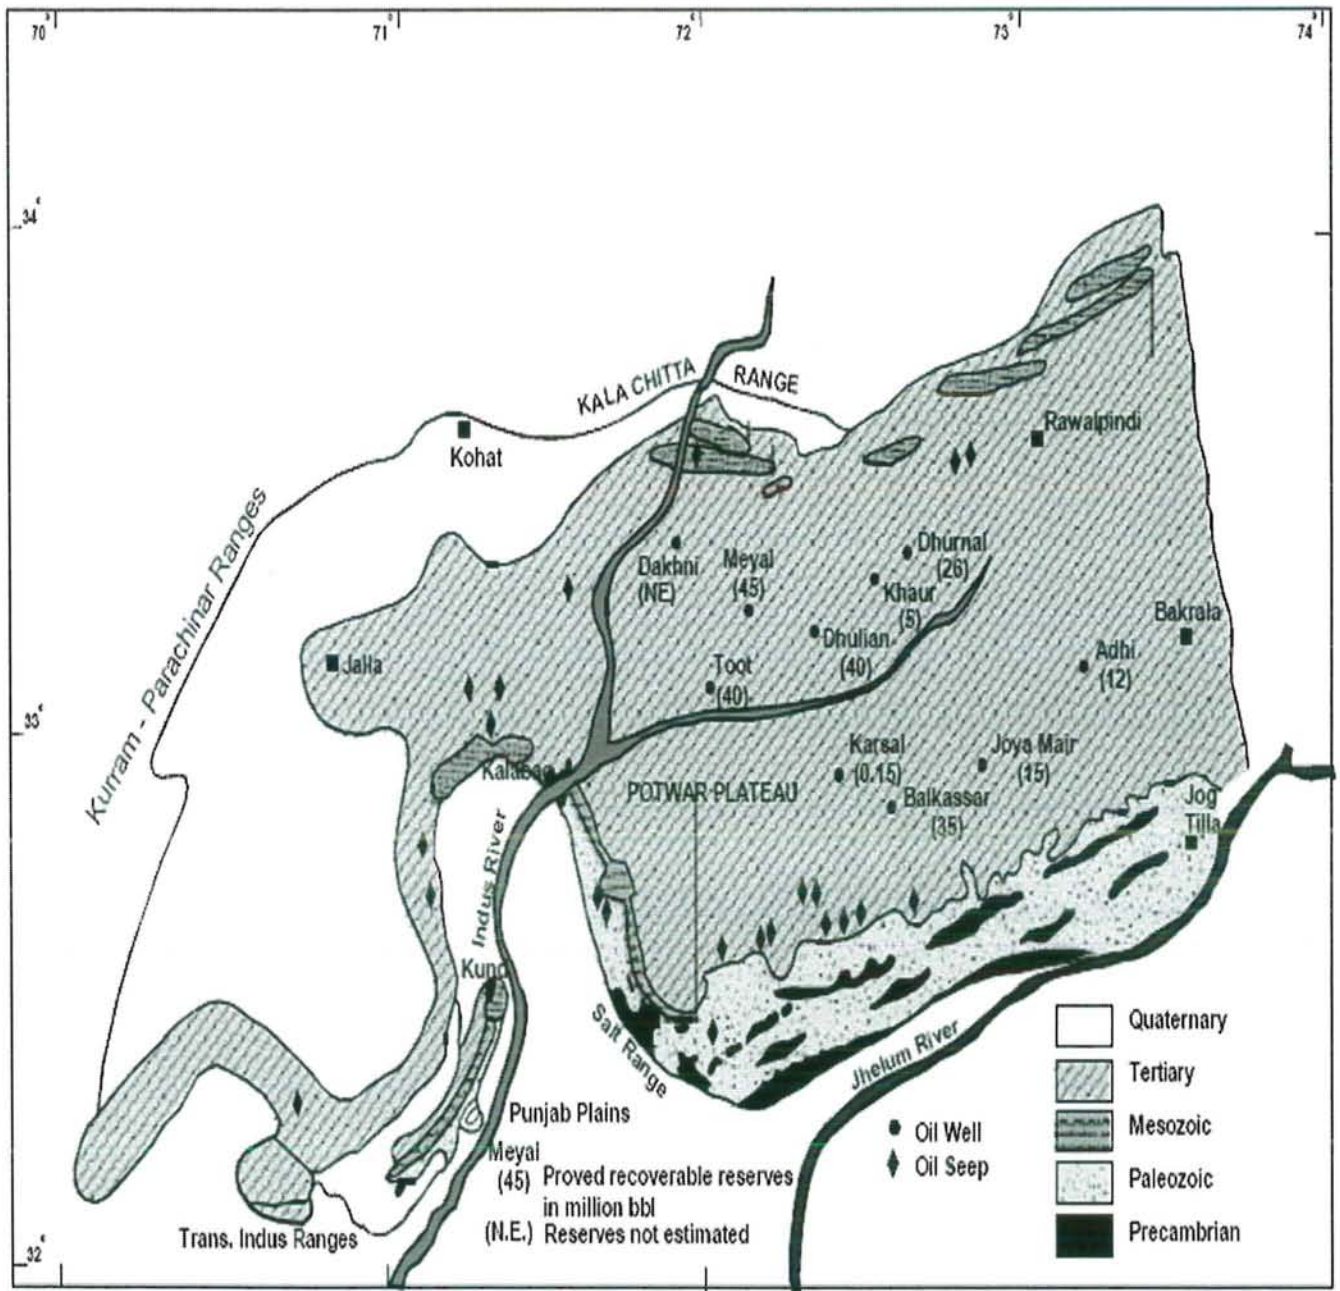 70°
71°
72°
73°
74°
34°
KALA CHITTA RANGE
Rawalpindi
Kohat
Kurram - Parachinar Ranges
Dhurnal
(26)
Dakhni
(NE)
Meyal
(45)
Khaur
(5)
Bakrala
Dhulian
(40)
Adhi
(12)
Jalla
Toot
(40)
33°
Karsal
(0.15)
Joya Mair
(15)
POTWAR PLATEAU
Balkassar
(35)
Jog
Tilla
Indus River
Salt Range
Jhelum River
Punjab Plains
Meyal
(45) Proved recoverable reserves
in million bbl
(N.E.) Reserves not estimated
Trans. Indus Ranges
32°
Oil Well
Oil Seep
Quaternary
Tertiary
Mesozoic
Paleozoic
Precambrian